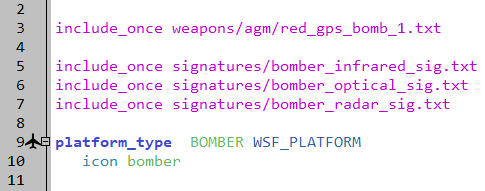 2
3 include_once weapons/agm/red_gps_bomb_1.txt
4
5 include_once signatures/bomber_infrared_sig.txt
6 include_once signatures/bomber_optical_sig.txt
7 include_once signatures/bomber_radar_sig.txt
8
9 platform_type BOMBER WSF_PLATFORM
10 icon bomber
11